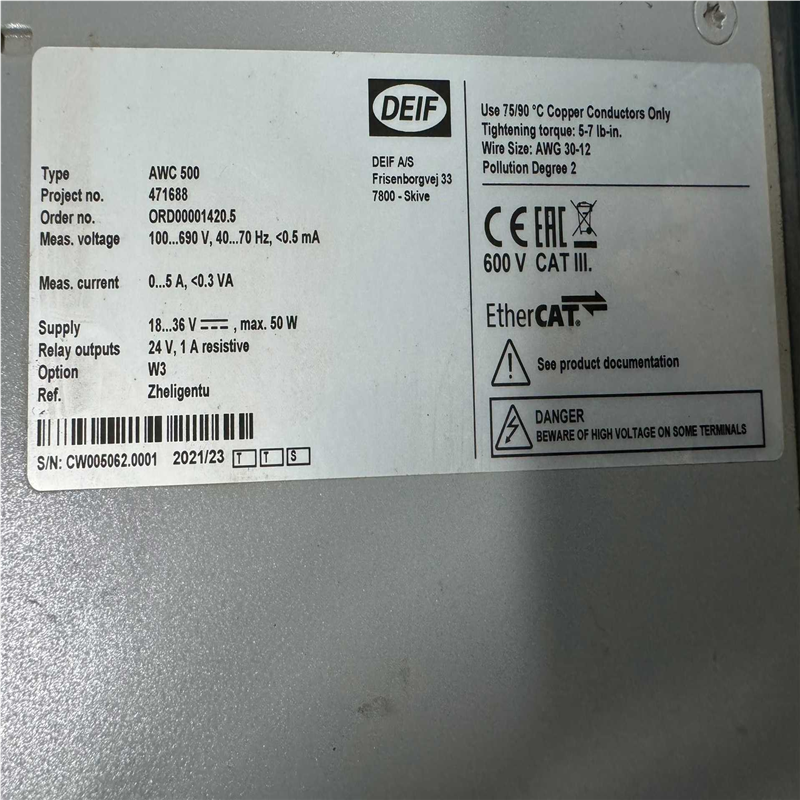 DEIF
DEIF A/S
Frisenborgvej 33
7800 - Skive
Type AWC 500
Project no. 471688
Order no. ORD00001420.5
Meas. voltage 100...690 V, 40...70 Hz, <0.5 mA
Meas. current 0...5 A, <0.3 VA
Supply 18...36 V ⎓, max. 50 W
Relay outputs 24 V, 1 A resistive
Option W3
Ref. Zheligentu
S/N: CW005062.0001 2021/23 T T S
Use 75/90 °C Copper Conductors Only
Tightening torque: 5-7 lb-in.
Wire Size: AWG 30-12
Pollution Degree 2
CE EAC
600 V CAT III.
EtherCAT®
See product documentation
DANGER
BEWARE OF HIGH VOLTAGE ON SOME TERMINALS